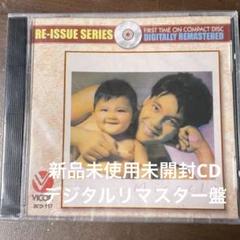 RE-ISSUE SERIES
FIRST TIME ON COMPACT DISC
DIGITALLY REMASTERED
新品未使用未開封CD
デジタルリマスター盤
VICOR